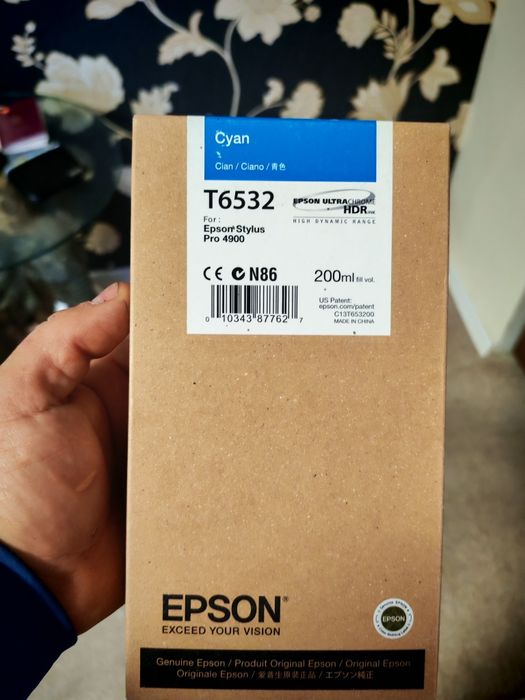 Cyan
Cian / Ciano / 青色
T6532
EPSON ULTRACHROME
HDR INK
HIGH DYNAMIC RANGE
For :
Epson Stylus
Pro 4900
CE N86
200ml fill vol.
US Patent:
epson.com/patent
C13T653200
MADE IN CHINA
0 10343 87762 7
EPSON®
EXCEED YOUR VISION
EPSON
Genuine Epson / Produit Original Epson / Original Epson
Originale Epson / 爱普生原装正品 / エプソン純正